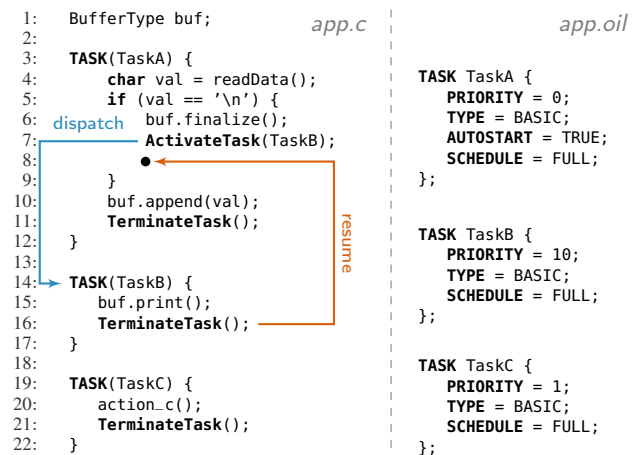 app.c
1: BufferType buf;
2:
3: TASK(TaskA) {
4: char val = readData();
5: if (val == '\n') {
6: buf.finalize();
dispatch
7: ActivateTask(TaskB);
8:
9: }
10: buf.append(val);
11: TerminateTask();
12: }
13:
14: TASK(TaskB) {
15: buf.print();
16: TerminateTask();
17: }
18:
19: TASK(TaskC) {
20: action_c();
21: TerminateTask();
22: }
resume
app.oil
TASK TaskA {
PRIORITY = 0;
TYPE = BASIC;
AUTOSTART = TRUE;
SCHEDULE = FULL;
};
TASK TaskB {
PRIORITY = 10;
TYPE = BASIC;
SCHEDULE = FULL;
};
TASK TaskC {
PRIORITY = 1;
TYPE = BASIC;
SCHEDULE = FULL;
};